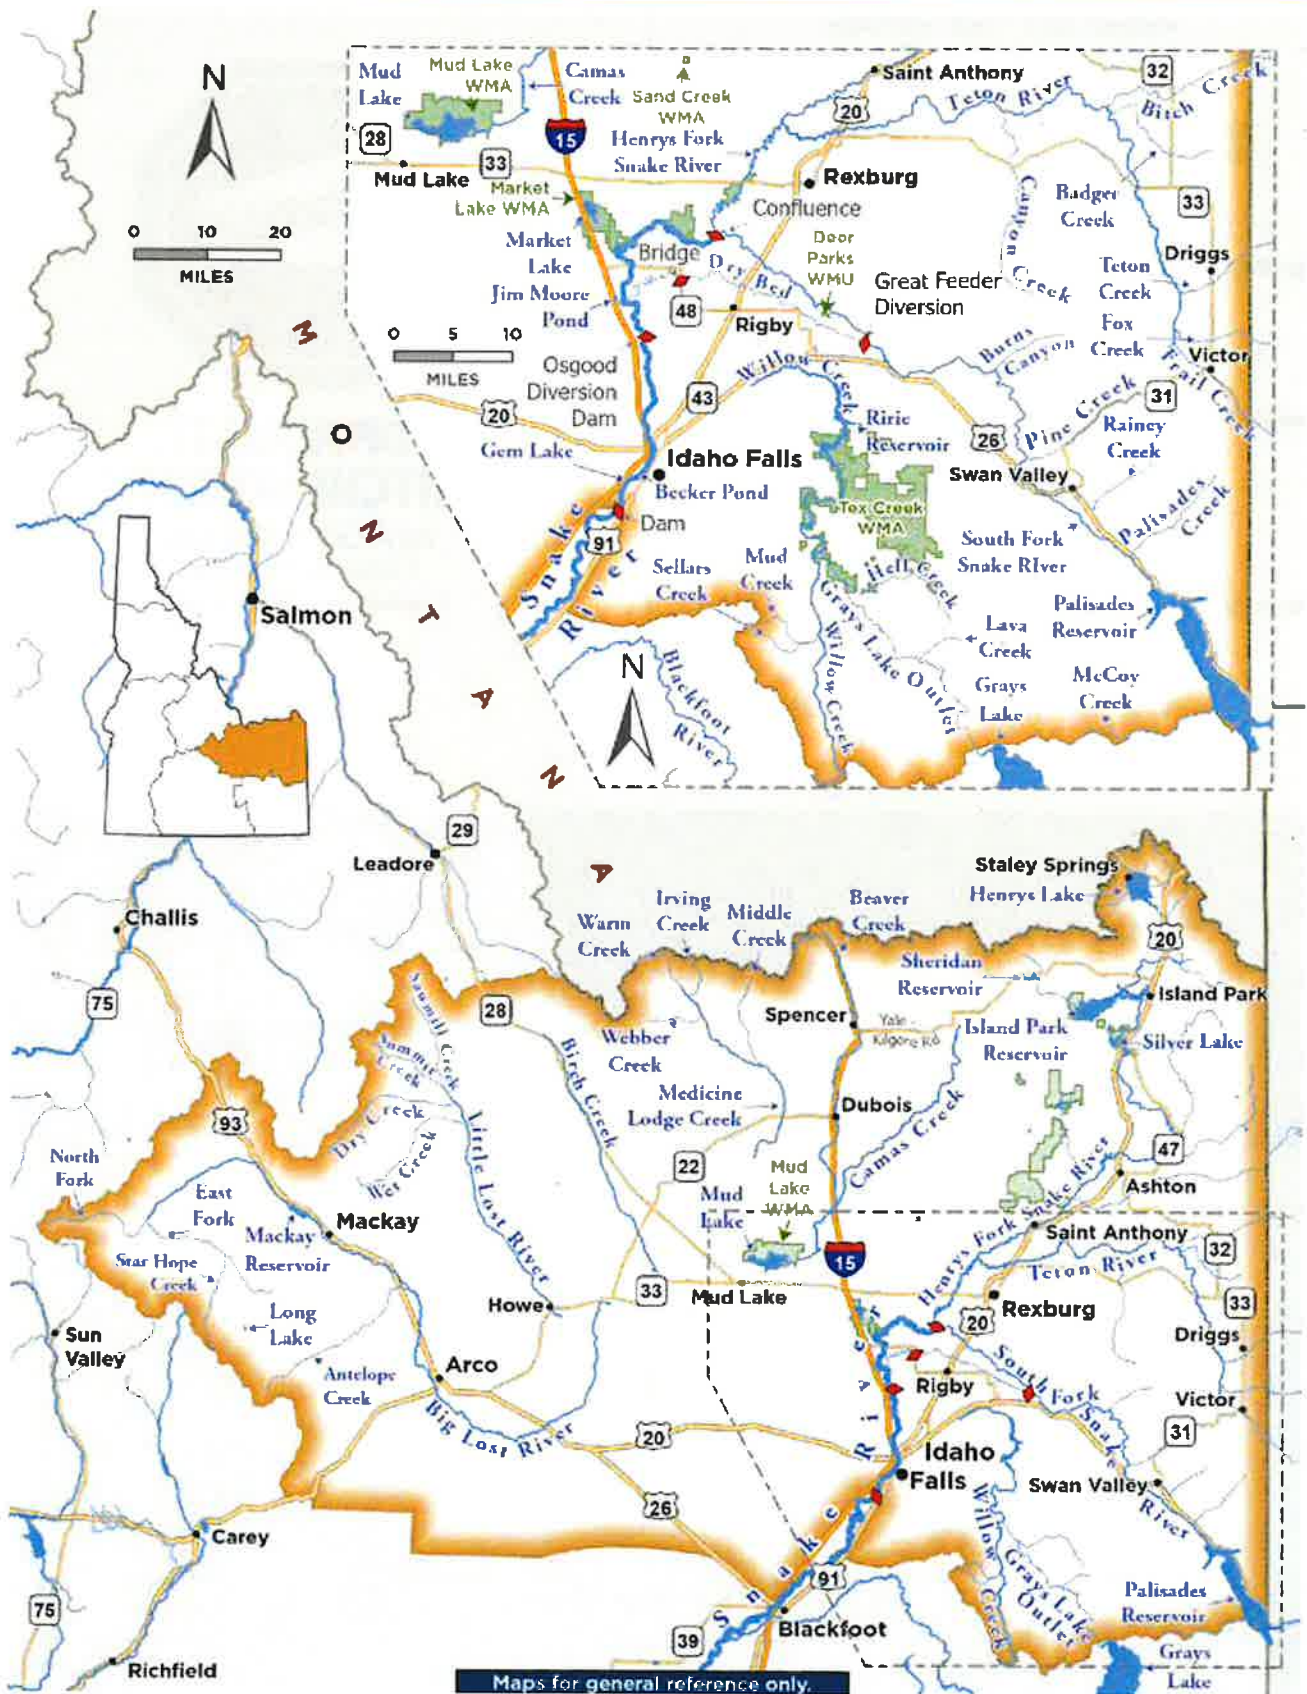 N
0 10 20
MILES
Mud
Lake
Mud Lake
WMA
Camas
Creek
Sand Creek
WMA
Saint Anthony
Teton River
32
Bitch Creek
20
28
15
Henrys Fork
Snake River
33
Mud Lake
Market
Lake WMA
Rexburg
Confluence
Canyon Creek
Badger
Creek
33
Market
Lake
Bridge
Dry Bed
Deer
Parks
WMU
Great Feeder
Diversion
Teton
Creek
Driggs
Jim Moore
Pond
48
Rigby
Fox
Creek
0 5 10
MILES
Osgood
Diversion
Dam
Willow Creek
Burns
Canyon
Victor
Trail Creek
20
43
Ririe
Reservoir
26
Pine Creek
31
Rainey
Creek
Gem Lake
Idaho Falls
Becker Pond
Swan Valley
Snake
River
Dam
91
Tex Creek
WMA
Palisades
Creek
South Fork
Snake RIver
Sellars
Creek
Mud
Creek
Hell Creek
Grays Lake Outlet
Willow Creek
Lava
Creek
Palisades
Reservoir
Grays
Lake
McCoy
Creek
Blackfoot
River
N
MONTANA
Salmon
29
Leadore
Challis
75
Warm
Creek
Irving
Creek
Middle
Creek
Beaver
Creek
Staley Springs
Henrys Lake
20
Sheridan
Reservoir
Island Park
Island Park
Reservoir
Silver Lake
28
Sawmill Creek
Summit
Creek
Birch Creek
Webber
Creek
Spencer
Yale -
Kilgore Rd
Medicine
Lodge Creek
Dubois
Camas Creek
93
Dry Creek
Wet Creek
Little Lost River
22
47
Ashton
North
Fork
East
Fork
Mackay
Mackay
Reservoir
Star Hope
Creek
Mud
Lake
Mud
Lake
WMA
Henrys Fork Snake River
Saint Anthony
32
Teton River
15
Howe
33
Mud Lake
Rexburg
33
20
Long
Lake
Sun
Valley
Driggs
Arco
Antelope
Creek
Rigby
South Fork
Snake
River
Victor
31
Big Lost River
20
Idaho
Falls
Swan Valley
26
Snake River
Willow Creek
Grays Lake
Outlet
Carey
91
Palisades
Reservoir
75
Blackfoot
39
Richfield
Grays
Lake
Maps for general reference only.